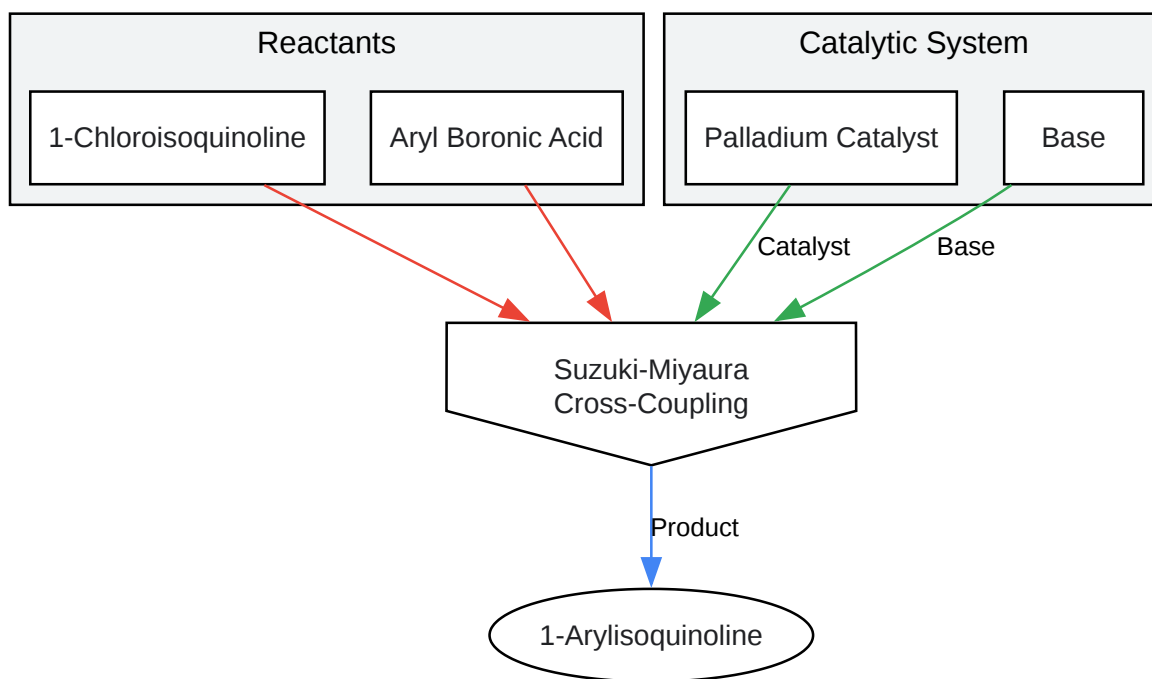 Reactants
Catalytic System
1-Chloroisoquinoline
Aryl Boronic Acid
Palladium Catalyst
Base
Catalyst
Base
Suzuki-Miyaura
Cross-Coupling
Product
1-Arylisoquinoline